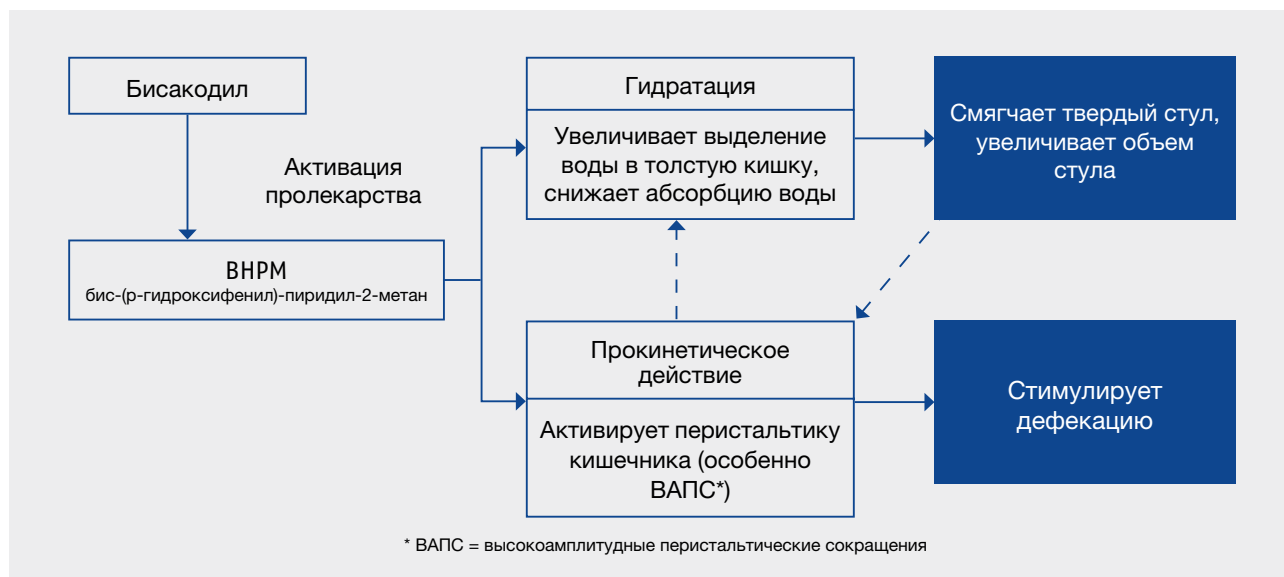 Бисакодил
Активация
пролекарства
BHPM
бис-(р-гидроксифенил)-пиридил-2-метан
Гидратация
Увеличивает выделение
воды в толстую кишку,
снижает абсорбцию воды
Смягчает твердый стул,
увеличивает объем
стула
Прокинетическое
действие
Активирует перистальтику
кишечника (особенно
ВАПС*)
Стимулирует
дефекацию
* ВАПС = высокоамплитудные перистальтические сокращения